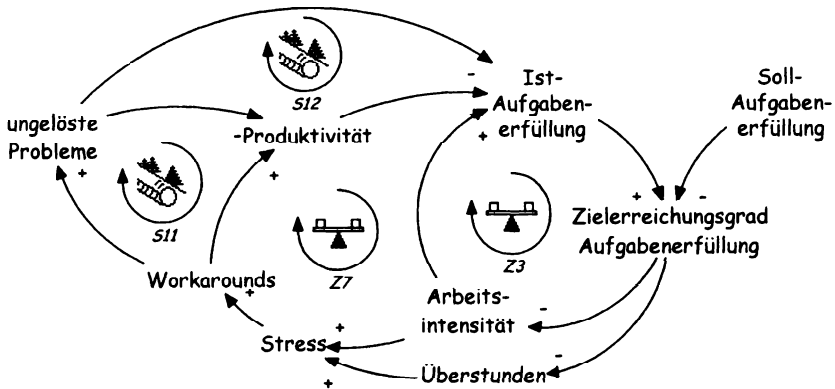 S12
-
Ist-
Aufgaben-
erfüllung
+
Soll-
Aufgaben-
erfüllung
ungelöste
Probleme
+
-Produktivität
+
S11
Z7
Z3
+
-
Zielerreichungsgrad
Aufgabenerfüllung
Workarounds
+
Arbeits-
intensität
-
Stress
+
+
Überstunden
-